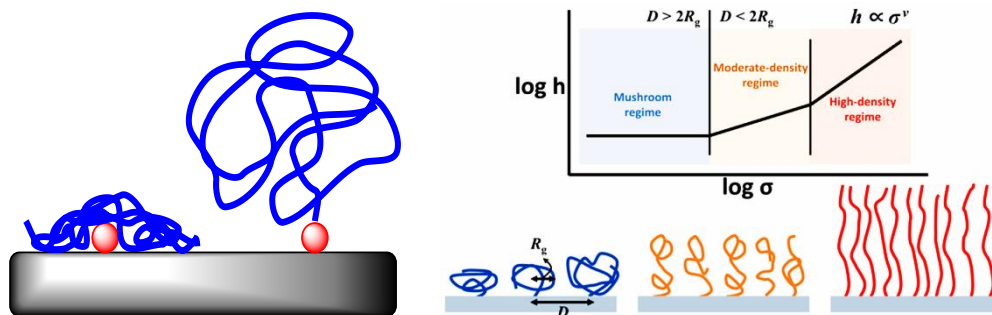 D > 2Rg
D < 2Rg
h ∝ σ^ν
log h
Mushroom
regime
Moderate-density
regime
High-density
regime
log σ
Rg
D